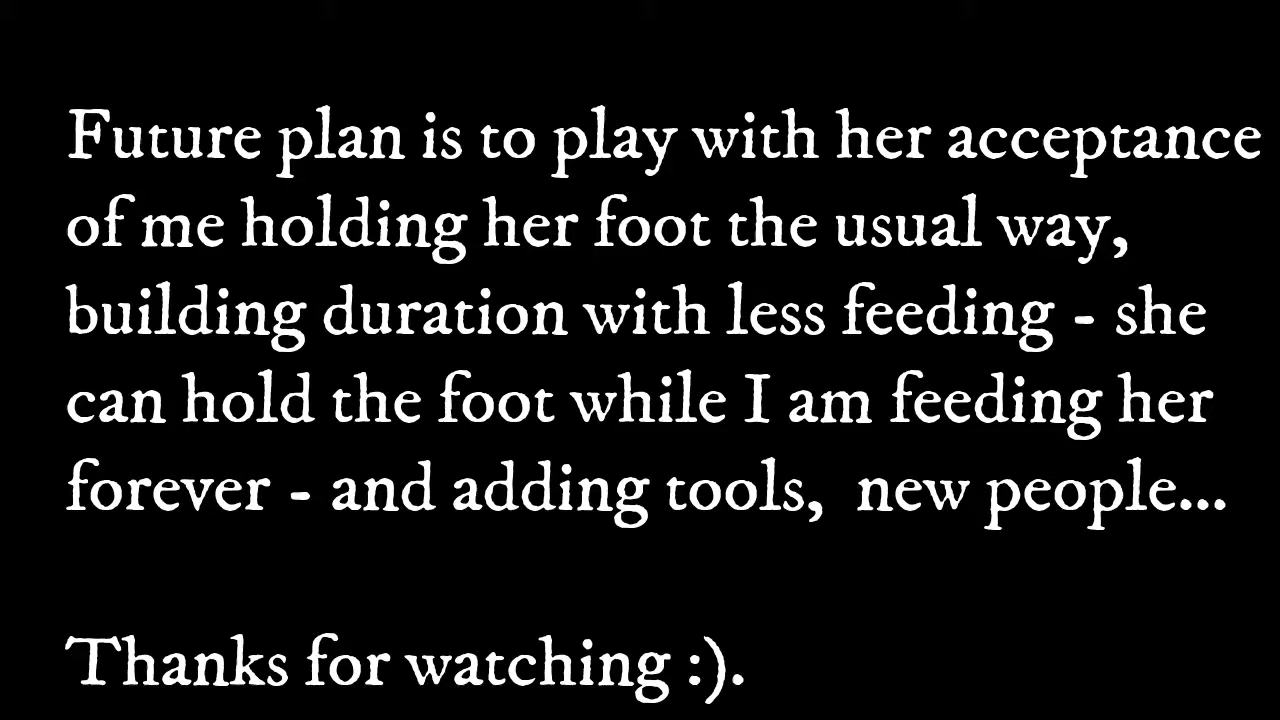 Future plan is to play with her acceptance
of me holding her foot the usual way,
building duration with less feeding - she
can hold the foot while I am feeding her
forever - and adding tools,  new people...
Thanks for watching :).